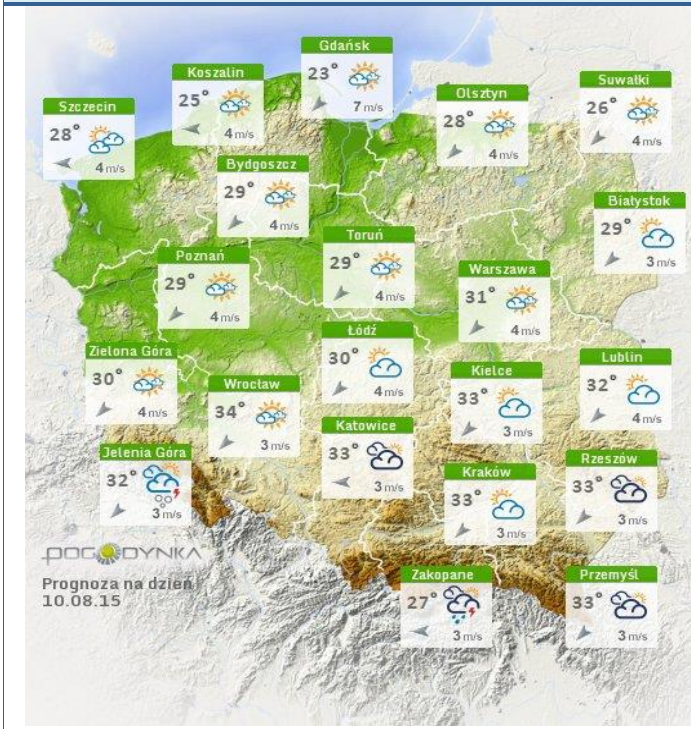 Gdańsk
23°
7 m/s
Koszalin
25°
4 m/s
Szczecin
28°
4 m/s
Olsztyn
28°
4 m/s
Suwałki
26°
4 m/s
Bydgoszcz
29°
4 m/s
Białystok
29°
3 m/s
Toruń
29°
4 m/s
Poznań
29°
4 m/s
Warszawa
31°
4 m/s
Łódź
30°
4 m/s
Zielona Góra
30°
4 m/s
Wrocław
34°
3 m/s
Kielce
33°
3 m/s
Lublin
32°
4 m/s
Katowice
33°
3 m/s
Jelenia Góra
32°
3 m/s
Kraków
33°
3 m/s
Rzeszów
33°
3 m/s
POGODYNKA
Prognoza na dzień
10.08.15
Zakopane
27°
3 m/s
Przemyśl
33°
3 m/s